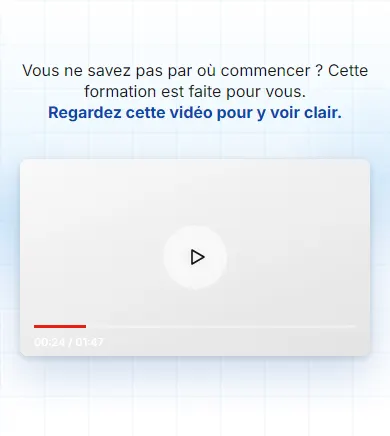 Vous ne savez pas par où commencer ? Cette
formation est faite pour vous.
Regardez cette vidéo pour y voir clair.
00:24 / 01:47